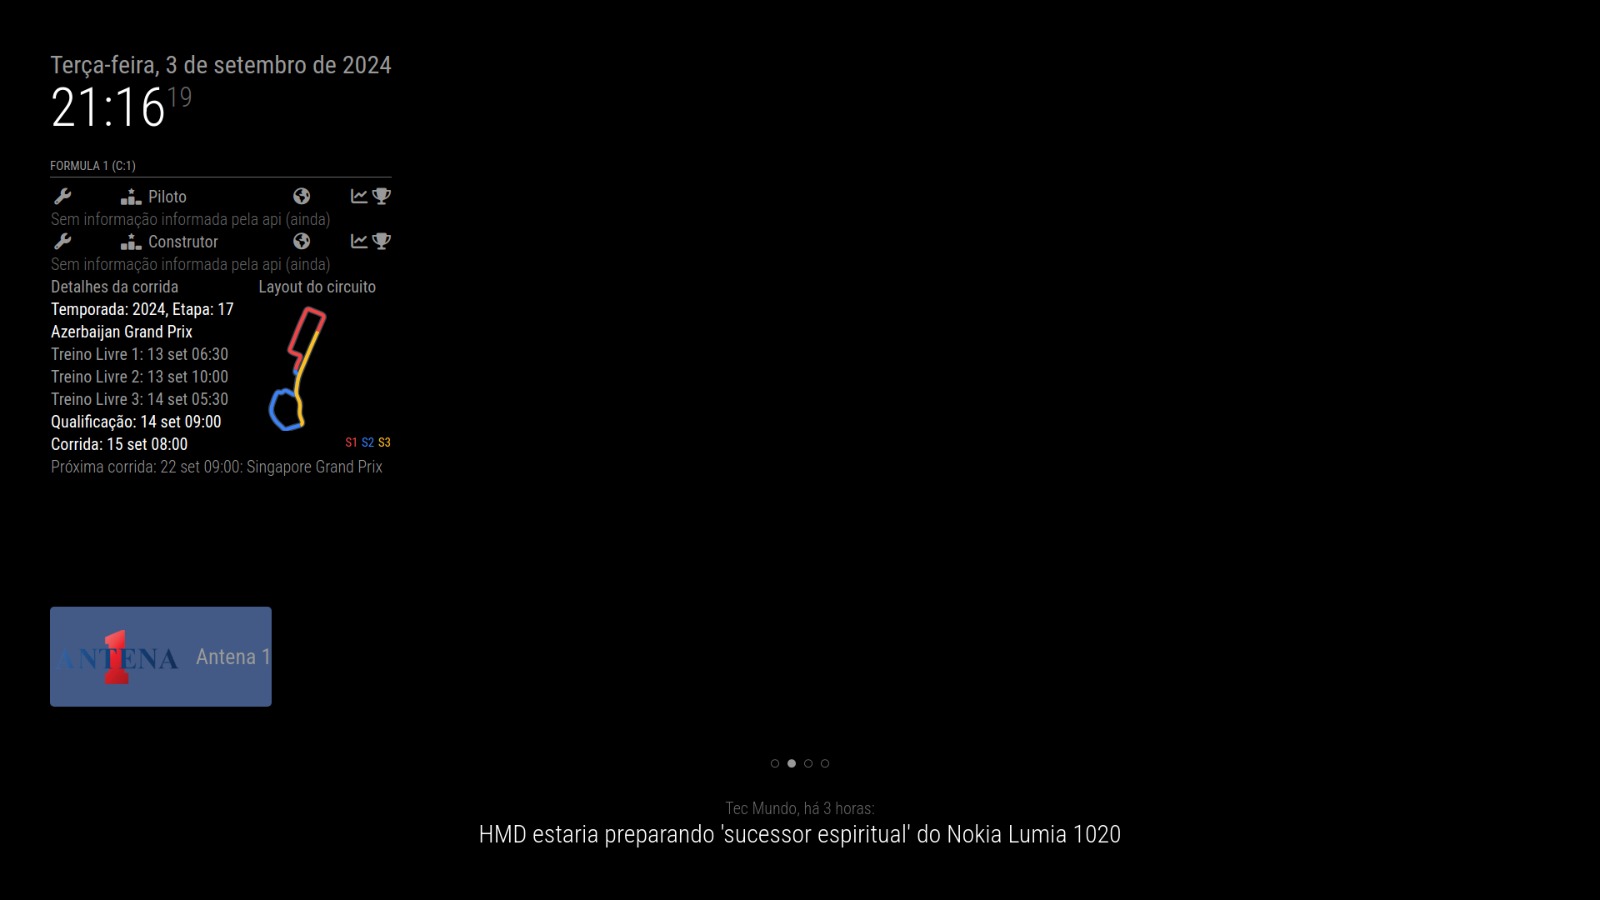 Terça-feira, 3 de setembro de 2024
21:16 19
FORMULA 1 (C:1)
Piloto
Sem informação informada pela api (ainda)
Construtor
Sem informação informada pela api (ainda)
Detalhes da corrida
Layout do circuito
Temporada: 2024, Etapa: 17
Azerbaijan Grand Prix
Treino Livre 1: 13 set 06:30
Treino Livre 2: 13 set 10:00
Treino Livre 3: 14 set 05:30
Qualificação: 14 set 09:00
Corrida: 15 set 08:00
S1 S2 S3
Próxima corrida: 22 set 09:00: Singapore Grand Prix
ANTENA 1
Antena 1
Tec Mundo, há 3 horas:
HMD estaria preparando 'sucessor espiritual' do Nokia Lumia 1020